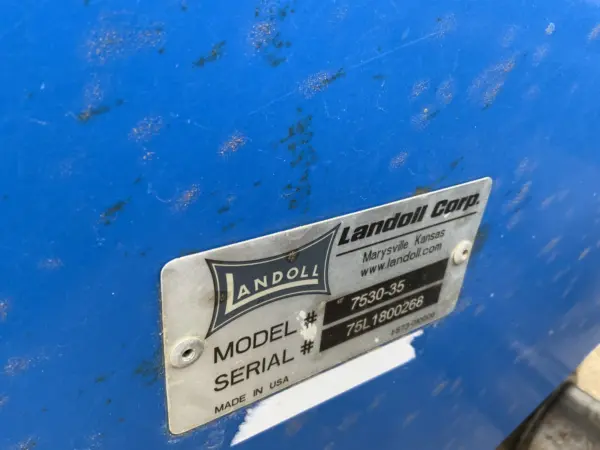 LANDOLL
Landoll Corp.
Marysville, Kansas
www.landoll.com
MODEL # 7530-35
SERIAL # 75L1800268
MADE IN USA